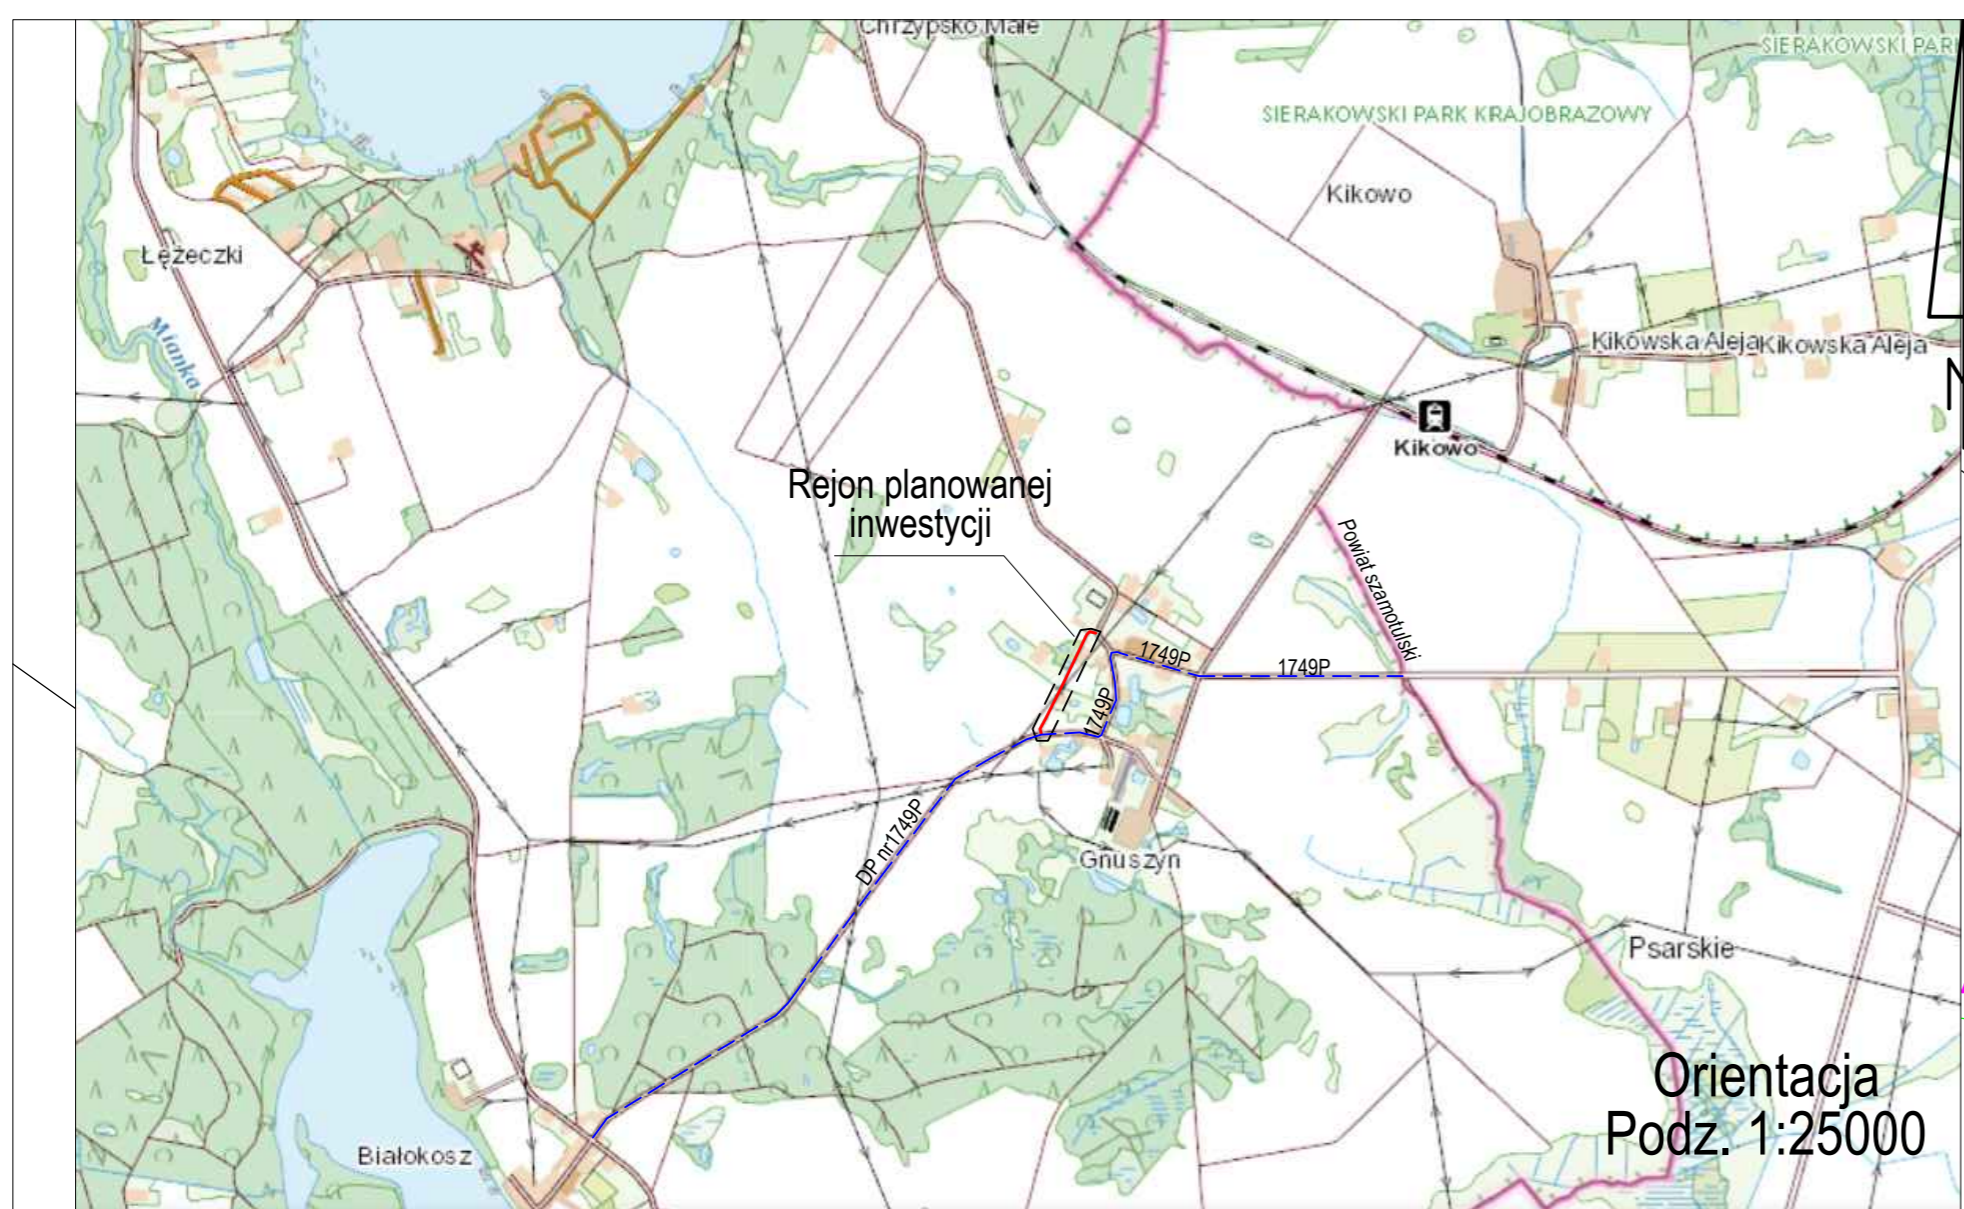 Chrzypsko Małe
SIERAKOWSKI PARK
SIERAKOWSKI PARK KRAJOBRAZOWY
Kikowo
Łężeczki
Mianka
Kikowska Aleja
Kikowska Aleja
N
Kikowo
Rejon planowanej
inwestycji
Powiat szamotulski
1749P
1749P
1749P
DP nr1749P
Gnuszyn
Psarskie
Orientacja
Podz. 1:25000
Białokosz